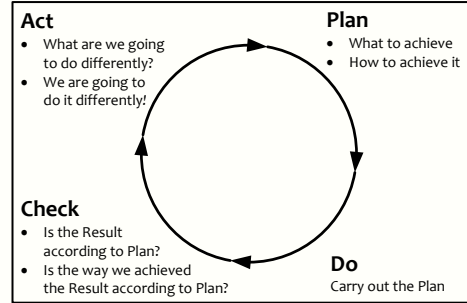 Act
• What are we going
to do differently?
• We are going to
do it differently!
Plan
• What to achieve
• How to achieve it
Check
• Is the Result
according to Plan?
• Is the way we achieved
the Result according to Plan?
Do
Carry out the Plan